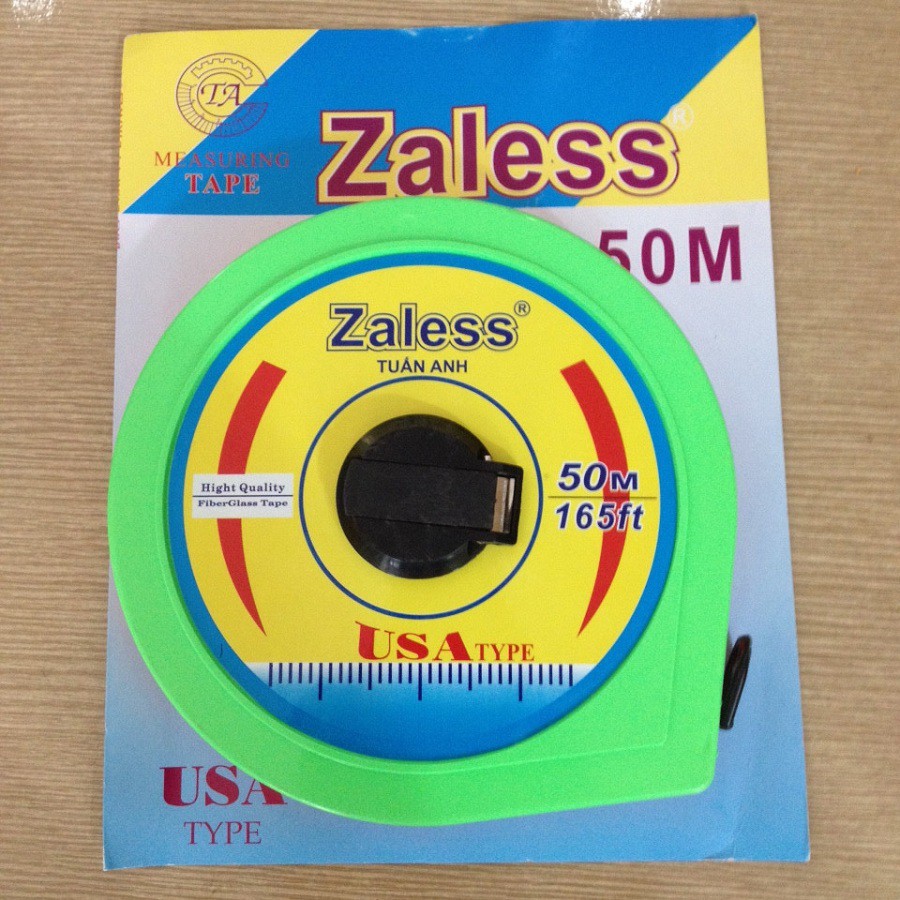 TA
MEASURING
TAPE
Zaless®
50M
Zaless®
TUẤN ANH
Hight Quality
FiberGlass Tape
50M
165ft
USA TYPE
USA
TYPE